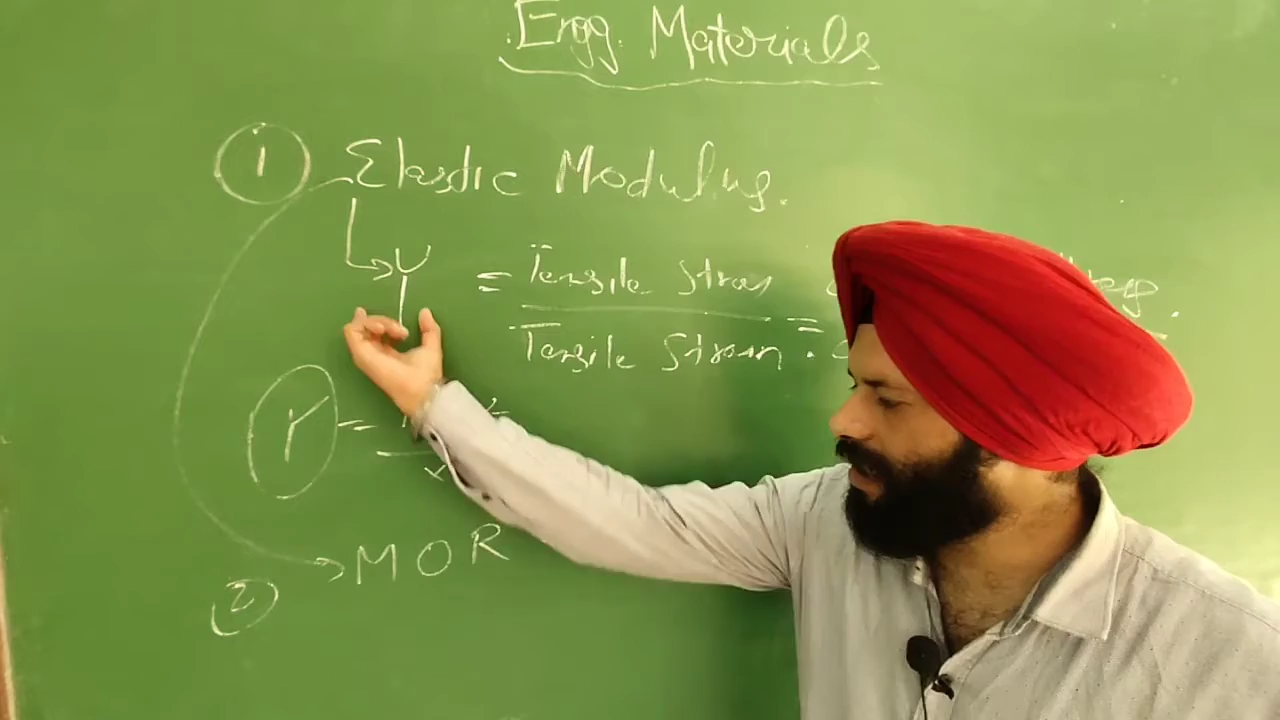 Engg. Materials
1 Elastic Modulus.
Y = Tensile Stress =
Tensile Strain.
Y =
MOR
2